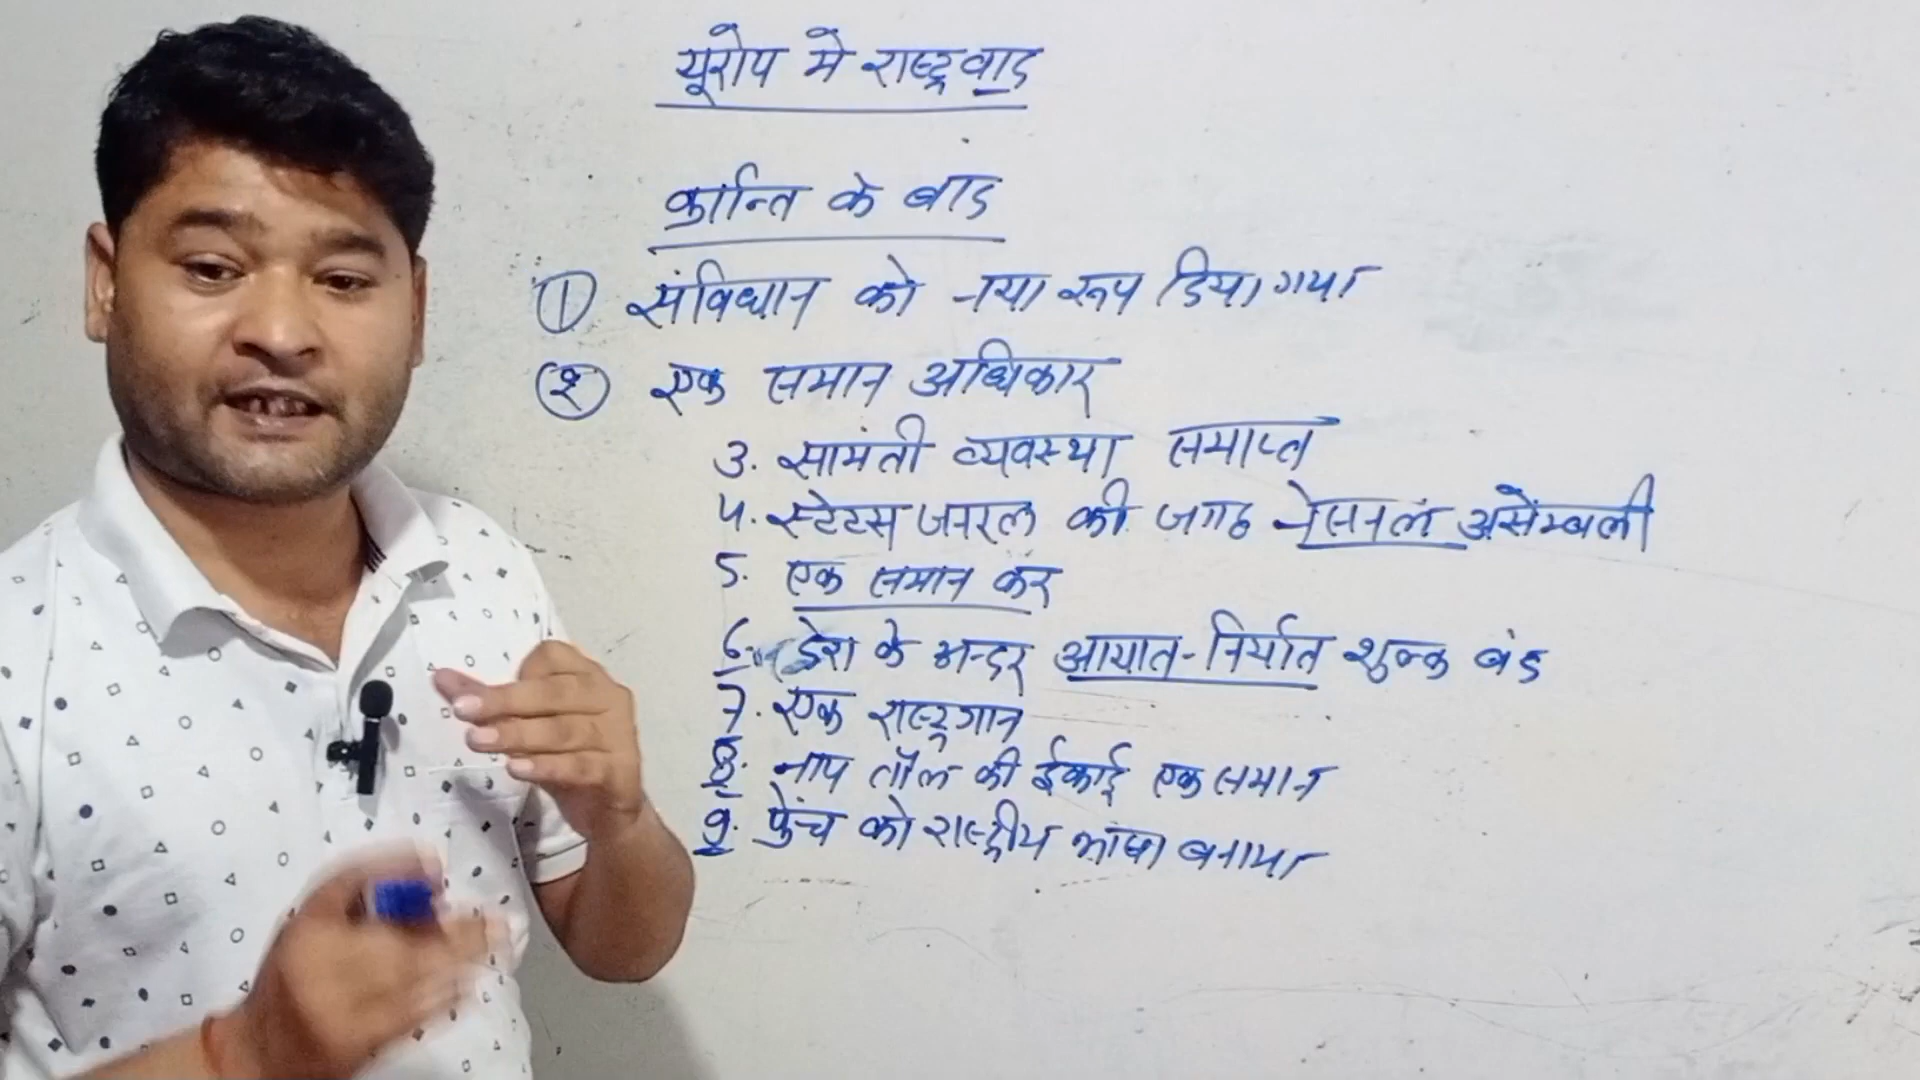 यूरोप मे राष्ट्रवाद
क्रान्ति के बाद
① संविधान को नया रूप दिया गया
② एक समान अधिकार
3. सामंती व्यवस्था समाप्त
4. स्टेटस जनरल की जगह नेसनल असेंम्बली
5. एक समान कर
6. देश के अन्दर आयात-निर्यात शुल्क बंद
7. एक राष्ट्रगान
8. नाप तौल की ईकाई एक समान
9. फ्रेंच को राष्ट्रीय भाषा बनाया